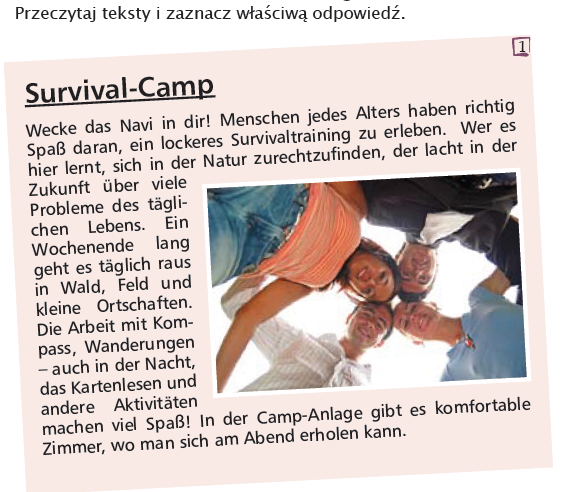 Przeczytaj teksty i zaznacz właściwą odpowiedź.
1
Survival-Camp
Wecke das Navi in dir! Menschen jedes Alters haben richtig
Spaß daran, ein lockeres Survivaltraining zu erleben. Wer es
hier lernt, sich in der Natur zurechtzufinden, der lacht in der
Zukunft über viele
Probleme des tägli-
chen Lebens. Ein
Wochenende lang
geht es täglich raus
in Wald, Feld und
kleine Ortschaften.
Die Arbeit mit Kom-
pass, Wanderungen
– auch in der Nacht,
das Kartenlesen und
andere Aktivitäten
machen viel Spaß! In der Camp-Anlage gibt es komfortable
Zimmer, wo man sich am Abend erholen kann.